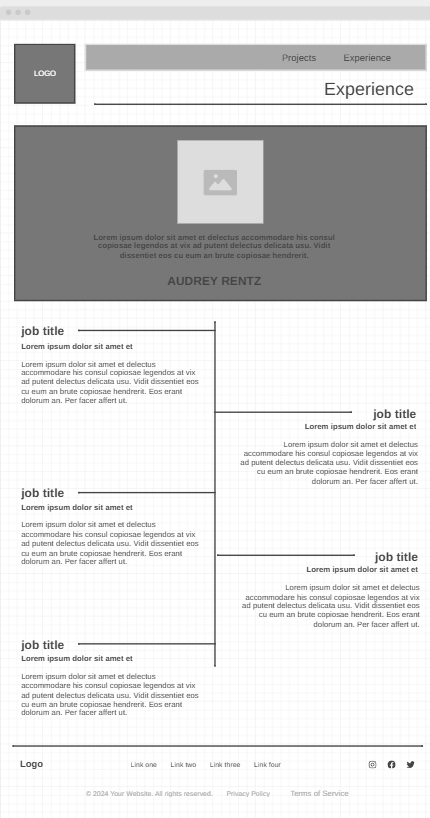 LOGO
Projects Experience
Experience
Lorem ipsum dolor sit amet et delectus accommodare his consul
copiosae legendos at vix ad putent delectus delicata usu. Vidit
dissentiet eos cu eum an brute copiosae hendrerit.
AUDREY RENTZ
job title
Lorem ipsum dolor sit amet et
Lorem ipsum dolor sit amet et delectus
accommodare his consul copiosae legendos at vix
ad putent delectus delicata usu. Vidit dissentiet eos
cu eum an brute copiosae hendrerit. Eos erant
dolorum an. Per facer affert ut.
job title
Lorem ipsum dolor sit amet et
Lorem ipsum dolor sit amet et delectus
accommodare his consul copiosae legendos at vix
ad putent delectus delicata usu. Vidit dissentiet eos
cu eum an brute copiosae hendrerit. Eos erant
dolorum an. Per facer affert ut.
job title
Lorem ipsum dolor sit amet et
Lorem ipsum dolor sit amet et delectus
accommodare his consul copiosae legendos at vix
ad putent delectus delicata usu. Vidit dissentiet eos
cu eum an brute copiosae hendrerit. Eos erant
dolorum an. Per facer affert ut.
job title
Lorem ipsum dolor sit amet et
Lorem ipsum dolor sit amet et delectus
accommodare his consul copiosae legendos at vix
ad putent delectus delicata usu. Vidit dissentiet eos
cu eum an brute copiosae hendrerit. Eos erant
dolorum an. Per facer affert ut.
job title
Lorem ipsum dolor sit amet et
Lorem ipsum dolor sit amet et delectus
accommodare his consul copiosae legendos at vix
ad putent delectus delicata usu. Vidit dissentiet eos
cu eum an brute copiosae hendrerit. Eos erant
dolorum an. Per facer affert ut.
Logo Link one Link two Link three Link four
© 2024 Your Website. All rights reserved. Privacy Policy Terms of Service